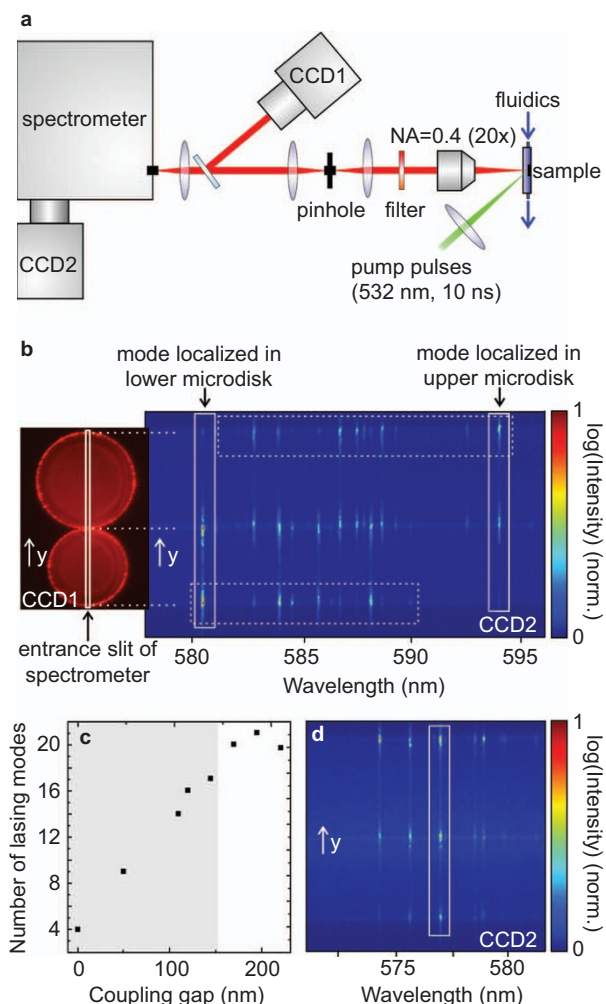 a
spectrometer
CCD1
CCD2
pinhole
filter
NA=0.4 (20x)
fluidics
sample
pump pulses
(532 nm, 10 ns)
b
mode localized in
lower microdisk
mode localized in
upper microdisk
y
CCD1
y
CCD2
entrance slit of
spectrometer
580
585
590
595
Wavelength (nm)
1
0
log(Intensity) (norm.)
c
Number of lasing modes
20
16
12
8
4
0
100
200
Coupling gap (nm)
d
y
CCD2
575
580
Wavelength (nm)
1
0
log(Intensity) (norm.)